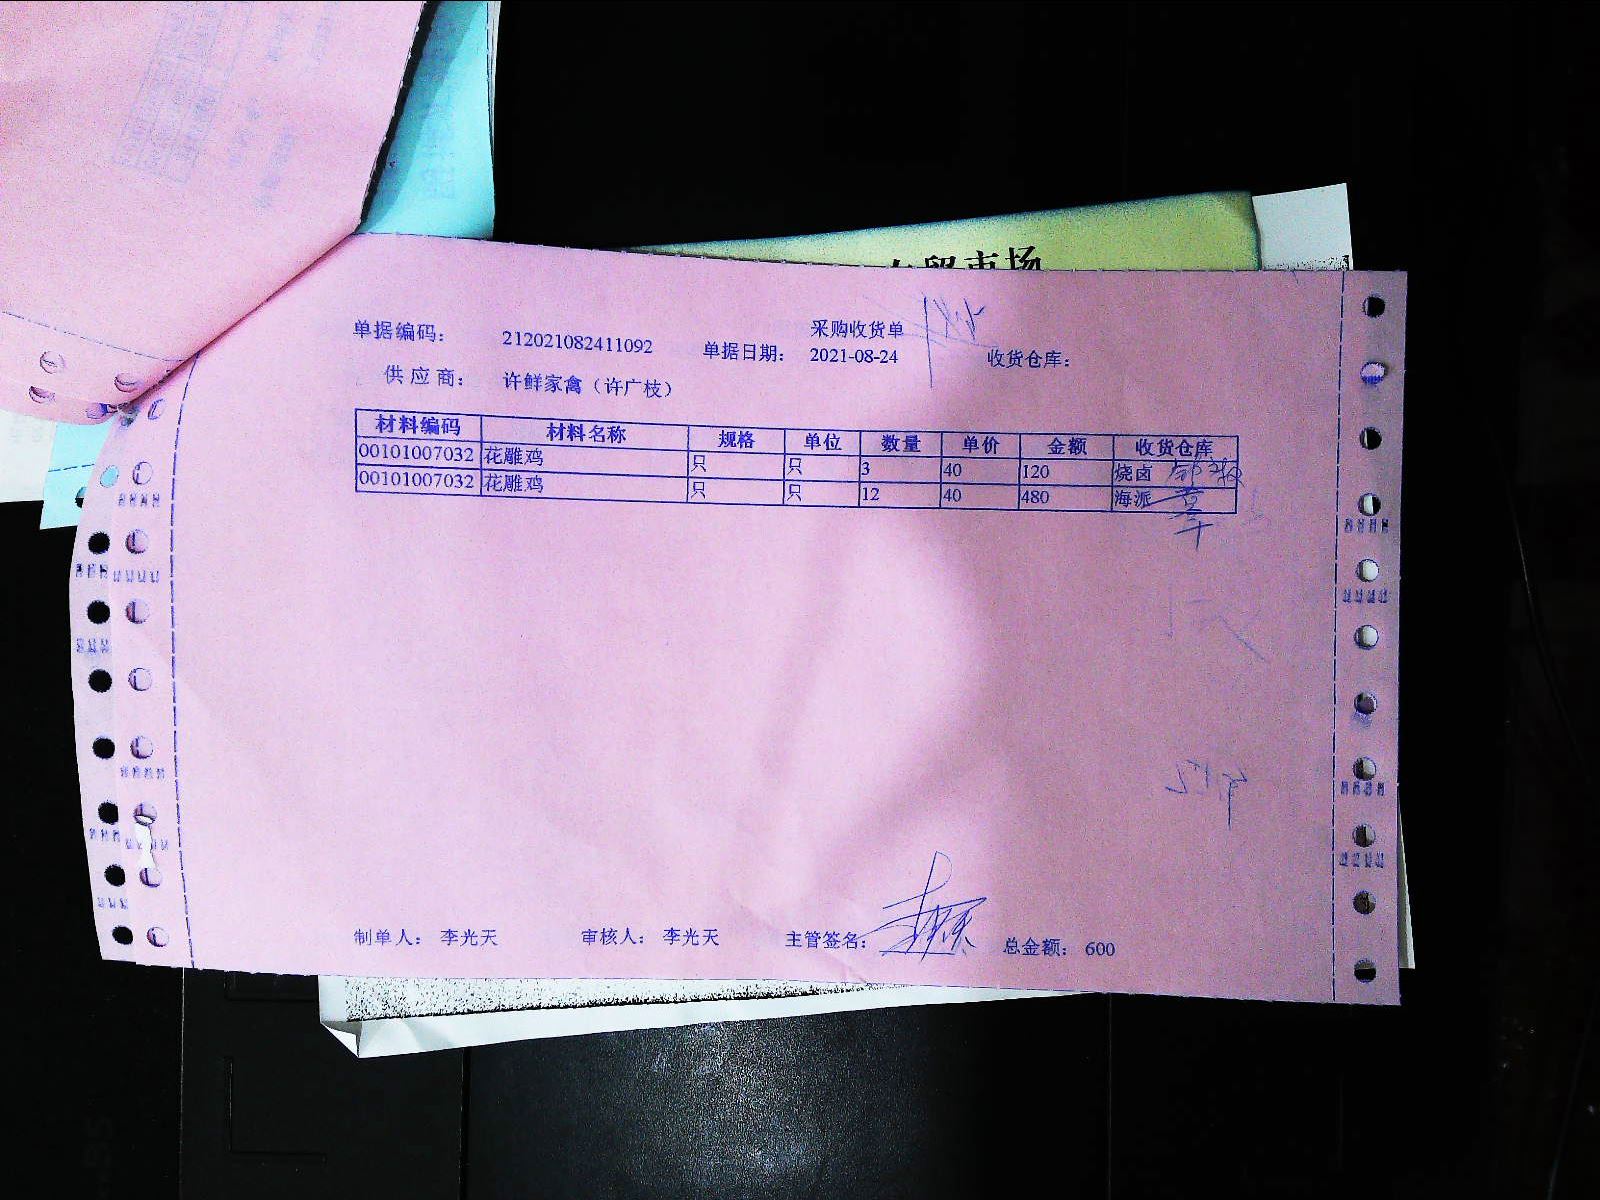 贸市场
采购收货单
单据编码： 212021082411092 单据日期： 2021-08-24 收货仓库：
供应商： 许鲜家禽（许广枝）
材料编码 材料名称 规格 单位 数量 单价 金额 收货仓库
00101007032 花雕鸡 只 只 3 40 120 烧卤
00101007032 花雕鸡 只 只 12 40 480 海派
制单人： 李光天 审核人： 李光天 主管签名： 总金额： 600